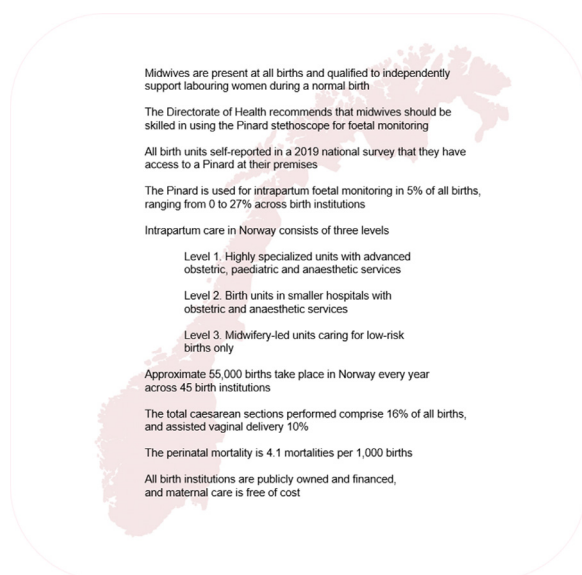 Midwives are present at all births and qualified to independently
support labouring women during a normal birth
The Directorate of Health recommends that midwives should be
skilled in using the Pinard stethoscope for foetal monitoring
All birth units self-reported in a 2019 national survey that they have
access to a Pinard at their premises
The Pinard is used for intrapartum foetal monitoring in 5% of all births,
ranging from 0 to 27% across birth institutions
Intrapartum care in Norway consists of three levels
Level 1. Highly specialized units with advanced
obstetric, paediatric and anaesthetic services
Level 2. Birth units in smaller hospitals with
obstetric and anaesthetic services
Level 3. Midwifery-led units caring for low-risk
births only
Approximate 55,000 births take place in Norway every year
across 45 birth institutions
The total caesarean sections performed comprise 16% of all births,
and assisted vaginal delivery 10%
The perinatal mortality is 4.1 mortalities per 1,000 births
All birth institutions are publicly owned and financed,
and maternal care is free of cost